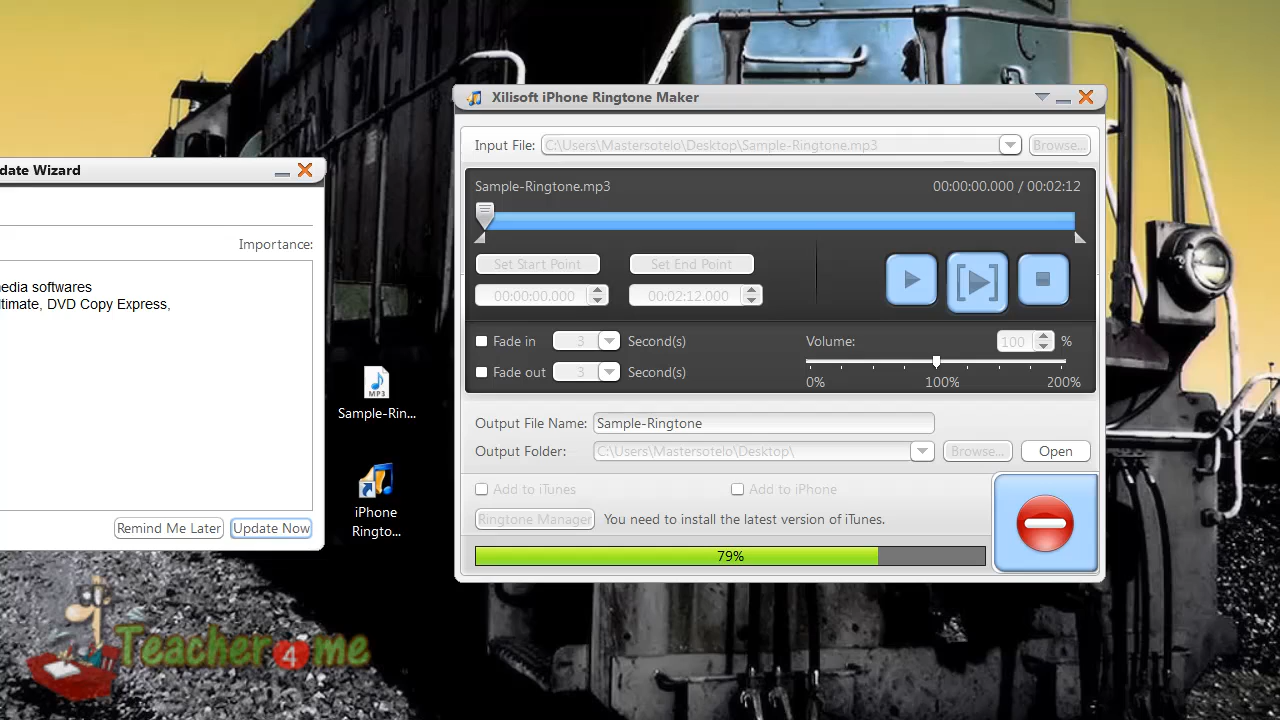 Xilisoft iPhone Ringtone Maker
Input File: C:\Users\Mastersotelo\Desktop\Sample-Ringtone.mp3 Browse...
date Wizard
Sample-Ringtone.mp3 00:00:00.000 / 00:02:12
Importance:
Set Start Point Set End Point
edia softwares
ltimate, DVD Copy Express,
00:00:00.000 00:02:12.000
Fade in 3 Second(s) Volume: 100 %
Fade out 3 Second(s)
0% 100% 200%
MP3
Sample-Rin...
Output File Name: Sample-Ringtone
Output Folder: C:\Users\Mastersotelo\Desktop\ Browse... Open
Add to iTunes Add to iPhone
iPhone
Ringto...
Ringtone Manager You need to install the latest version of iTunes.
Remind Me Later Update Now
79%
Teacher 4 me